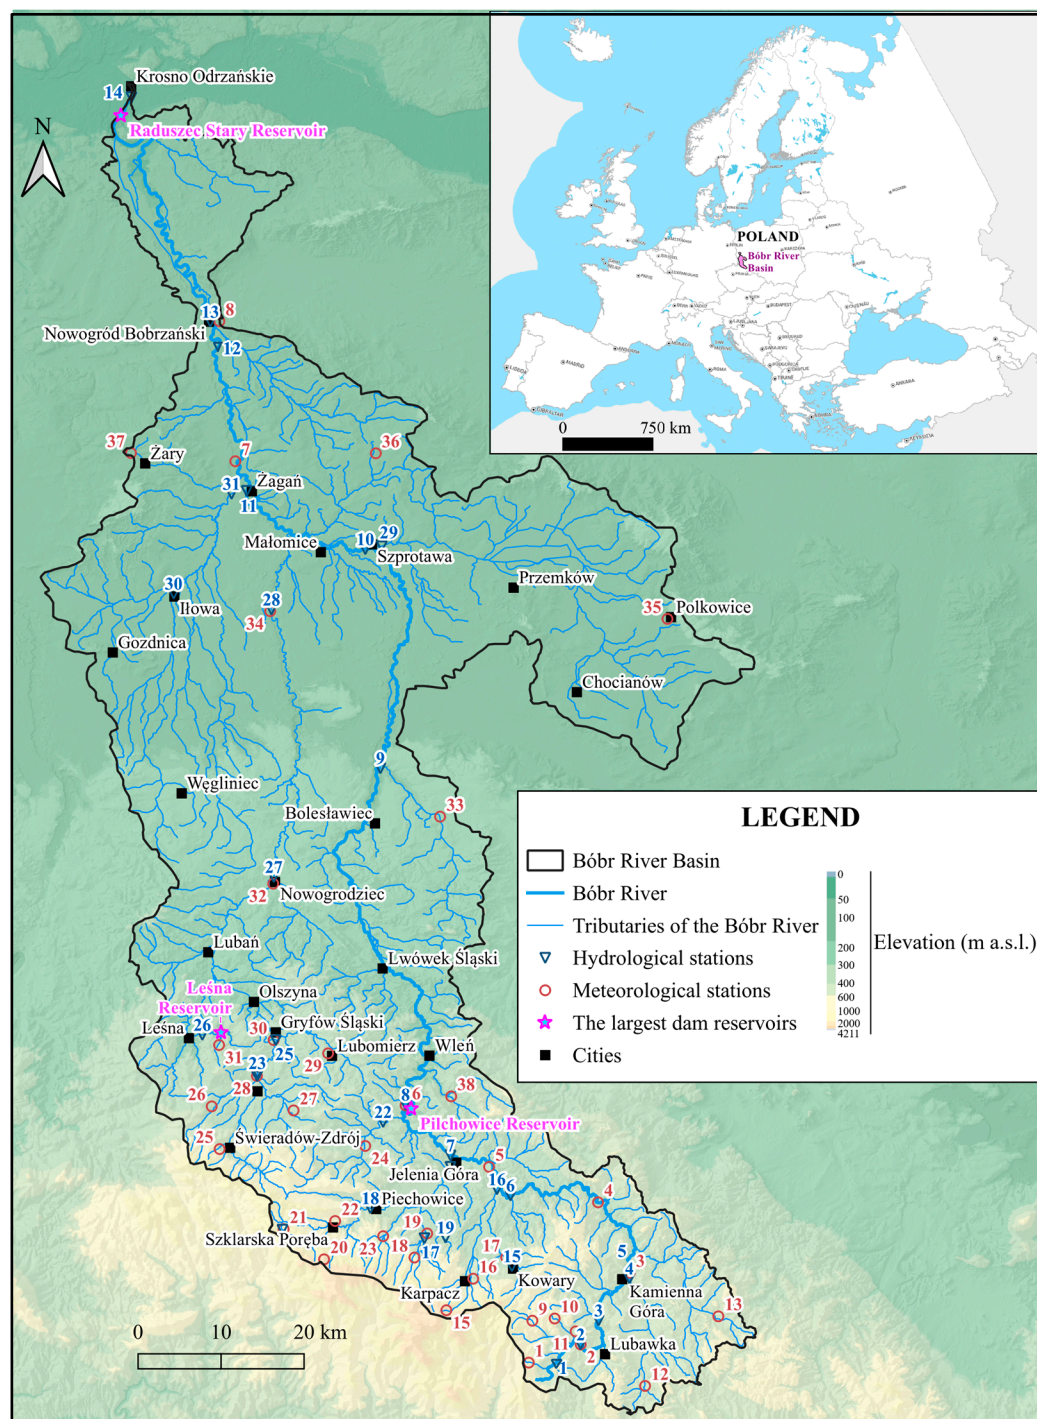 Krosno Odrzańskie
14
Raduszec Stary Reservoir
N
POLAND
Bóbr River
Basin
0
750 km
13
8
Nowogród Bobrzański
12
37
Żary
7
36
31
Żagań
11
Małomice
10
29
Szprotawa
30
Iłowa
28
34
Przemków
35
Polkowice
Gozdnica
Chocianów
9
Węgliniec
Bolesławiec
33
27
32
Nowogrodziec
Lubań
Lwówek Śląski
Leśna
Reservoir
Olszyna
Leśna
26
31
30
Gryfów Śląski
25
29
Lubomierz
Wleń
23
28
26
27
8
6
38
22
Pilchowice Reservoir
25
Świeradów-Zdrój
24
7
Jelenia Góra
5
16
6
4
18
Piechowice
21
22
Szklarska Poręba
20
23
18
19
17
19
17
15
16
Kowary
Karpacz
15
5
4
3
Kamienna
Góra
13
9
10
3
11
2
2
Lubawka
1
1
12
0
10
20 km
LEGEND
Bóbr River Basin
Bóbr River
Tributaries of the Bóbr River
Hydrological stations
Meteorological stations
The largest dam reservoirs
Cities
0
50
100
200
300
400
600
1000
2000
4211
Elevation (m a.s.l.)